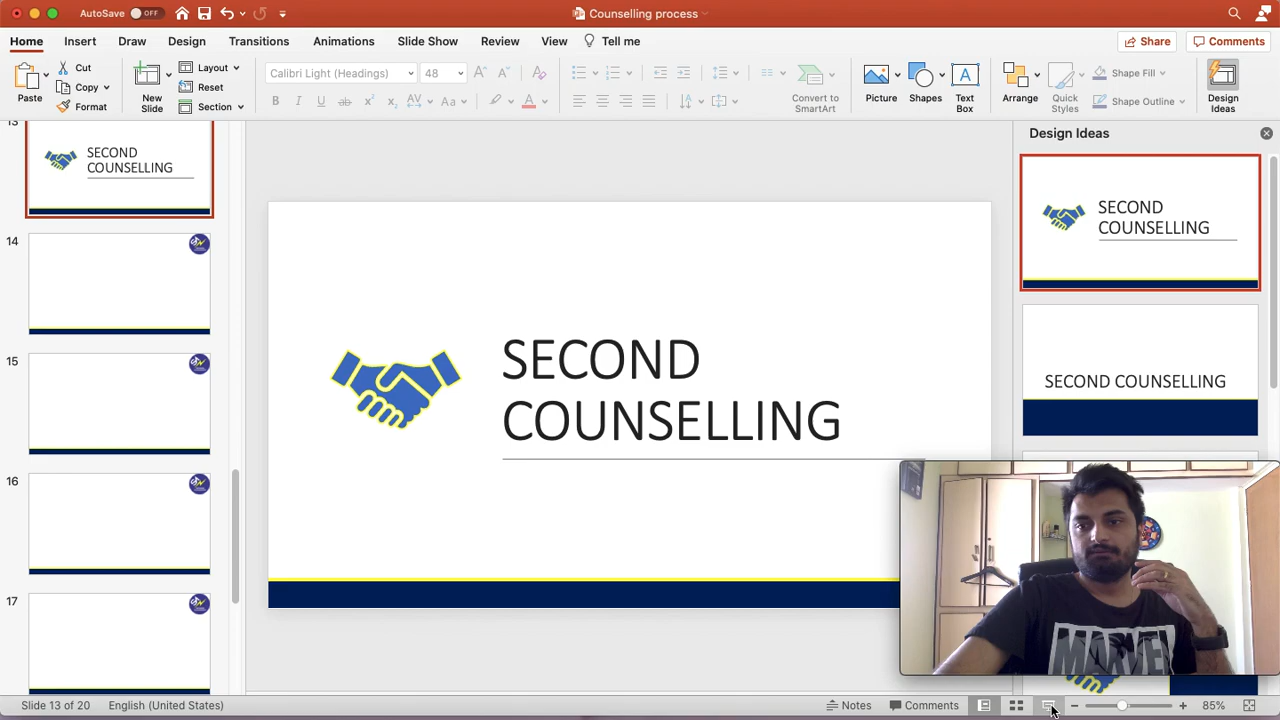 AutoSave OFF
Counselling process
Home Insert Draw Design Transitions Animations Slide Show Review View Tell me
Share Comments
Paste
Cut
Copy
Format
New Slide
Layout
Reset
Section
Calibri Light (Headings) 48
Convert to SmartArt
Picture
Shapes
Text Box
Arrange
Quick Styles
Shape Fill
Shape Outline
Design Ideas
13
SECOND
COUNSELLING
14
15
16
17
SECOND
COUNSELLING
Design Ideas
SECOND
COUNSELLING
SECOND COUNSELLING
MARVEL
Slide 13 of 20 English (United States) Notes Comments 85%